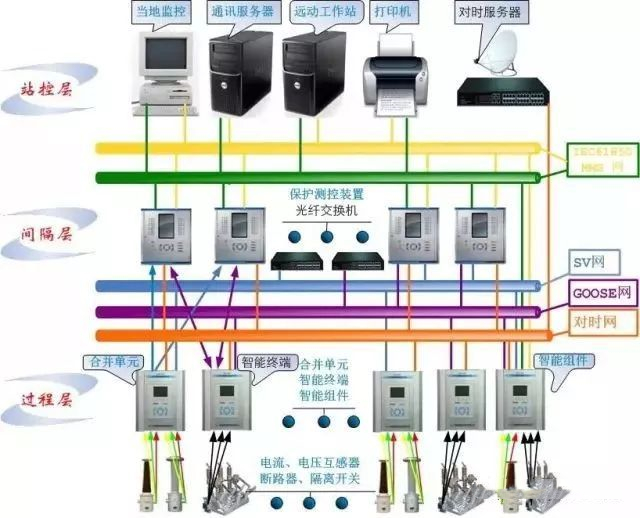 当地监控
通讯服务器
远动工作站
打印机
对时服务器
站控层
IEC61850
MMS 网
保护测控装置
光纤交换机
间隔层
SV网
GOOSE网
对时网
合并单元
智能终端
合并单元
智能终端
智能组件
智能组件
过程层
电流、电压互感器
断路器、隔离开关